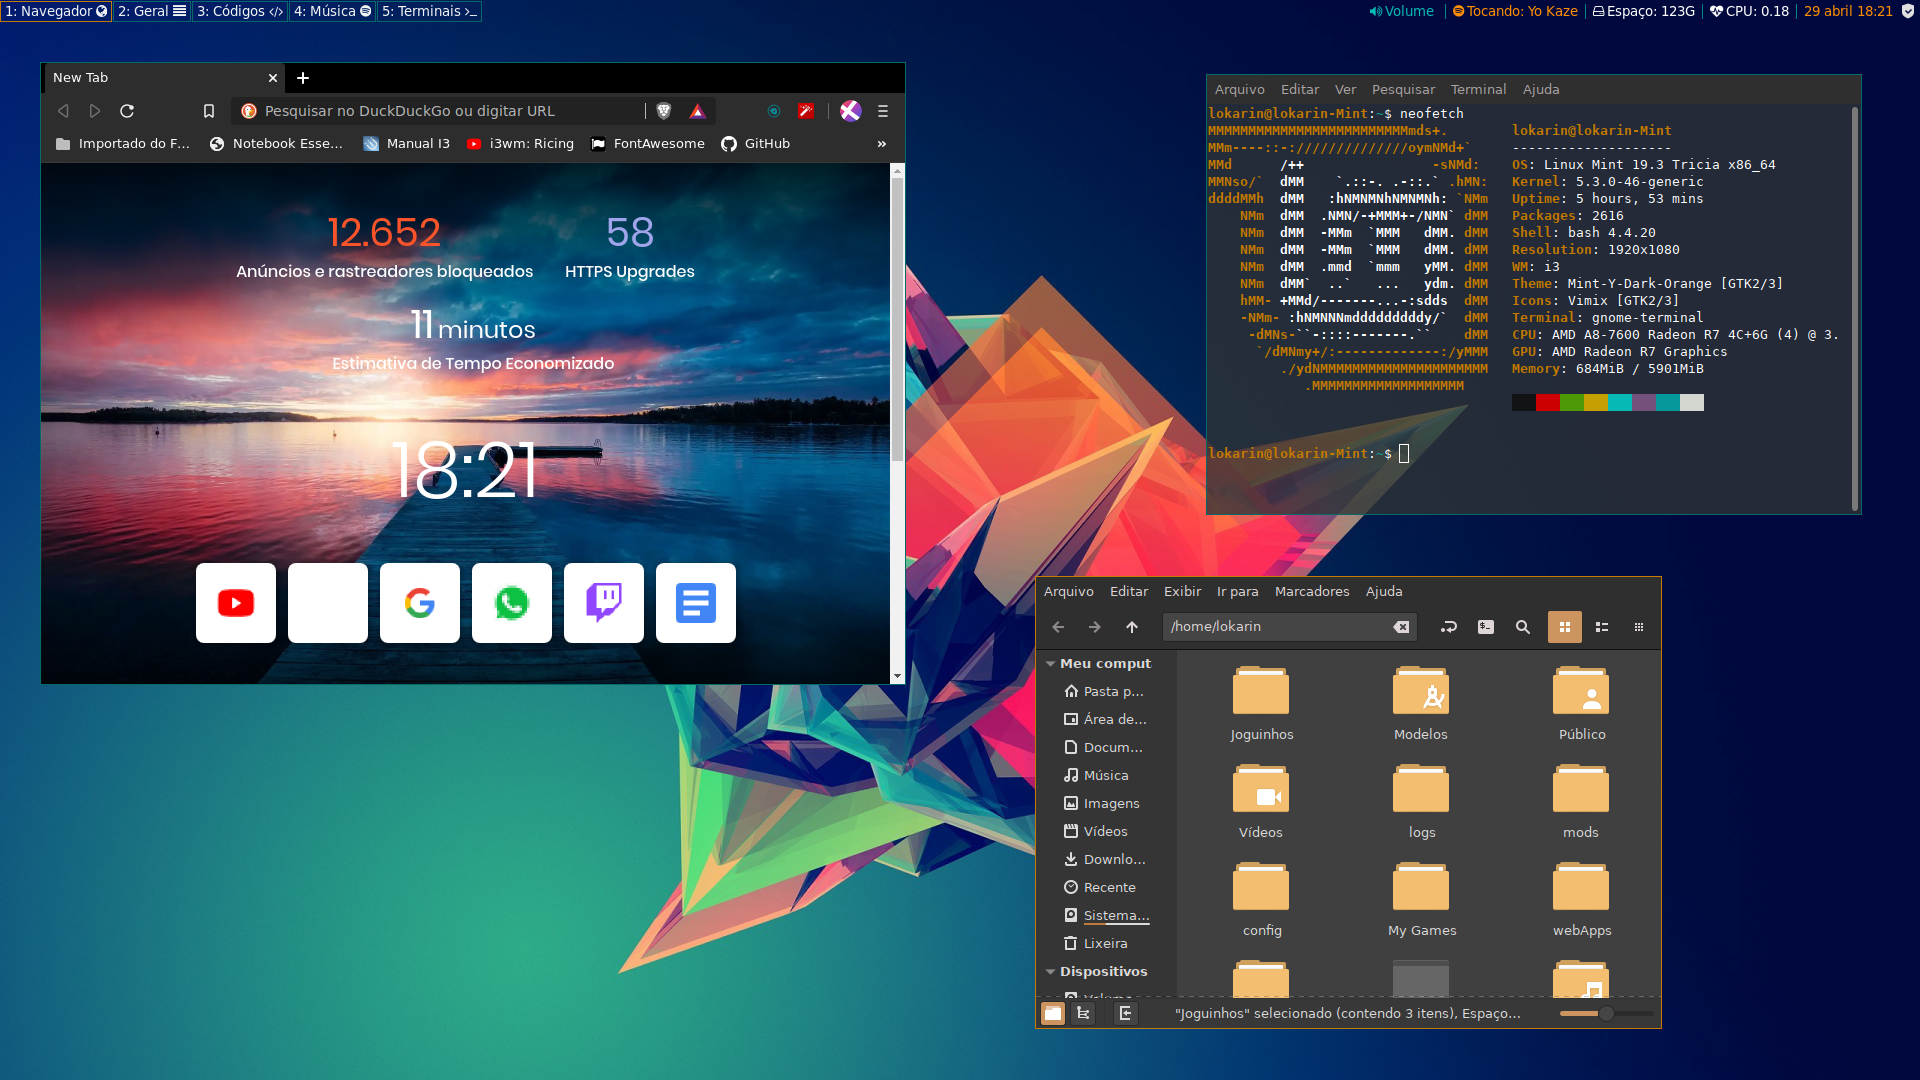 1: Navegador 2: Geral 3: Códigos </> 4: Música 5: Terminais >_
Volume | Tocando: Yo Kaze | Espaço: 123G | CPU: 0.18 | 29 abril 18:21
New Tab
Pesquisar no DuckDuckGo ou digitar URL
Importado do F... Notebook Esse... Manual I3 i3wm: Ricing FontAwesome GitHub »
12.652
Anúncios e rastreadores bloqueados
58
HTTPS Upgrades
11 minutos
Estimativa de Tempo Economizado
18:21
Arquivo Editar Ver Pesquisar Terminal Ajuda
lokarin@lokarin-Mint:~$ neofetch
lokarin@lokarin-Mint
--------------------
OS: Linux Mint 19.3 Tricia x86_64
Kernel: 5.3.0-46-generic
Uptime: 5 hours, 53 mins
Packages: 2616
Shell: bash 4.4.20
Resolution: 1920x1080
WM: i3
Theme: Mint-Y-Dark-Orange [GTK2/3]
Icons: Vimix [GTK2/3]
Terminal: gnome-terminal
CPU: AMD A8-7600 Radeon R7 4C+6G (4) @ 3.
GPU: AMD Radeon R7 Graphics
Memory: 684MiB / 5901MiB
lokarin@lokarin-Mint:~$
Arquivo Editar Exibir Ir para Marcadores Ajuda
/home/lokarin
Meu comput
Pasta p...
Área de...
Docum...
Música
Imagens
Vídeos
Downlo...
Recente
Sistema...
Lixeira
Dispositivos
Joguinhos Modelos Público
Vídeos logs mods
config My Games webApps
"Joguinhos" selecionado (contendo 3 itens), Espaço...